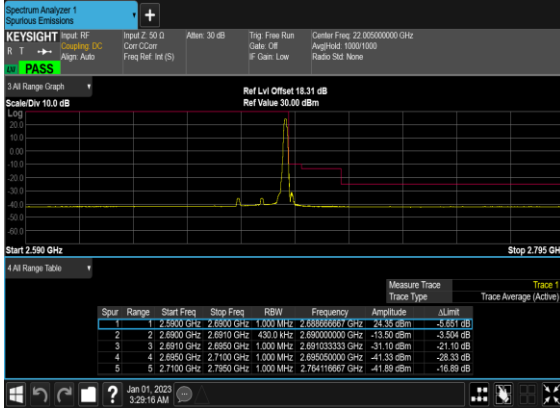 Spectrum Analyzer 1
Spurious Emissions
+
KEYSIGHT Input: RF Input Z: 50 Ω Atten: 30 dB Trig: Free Run Center Freq: 22.005000000 GHz
R T Coupling: DC Corr CCorr Gate: Off Avg|Hold: 1000/1000
Align: Auto Freq Ref: Int (S) IF Gain: Low Radio Std: None
PASS
3 All Range Graph
Ref Lvl Offset 18.31 dB
Scale/Div 10.0 dB Ref Value 30.00 dBm
Log
20.0
10.0
0.00
-10.0
-20.0
-30.0
-40.0
-50.0
-60.0
Start 2.590 GHz Stop 2.795 GH
4 All Range Table
Measure Trace Trace 1
Trace Type Trace Average (Active)
Spur Range Start Freq Stop Freq RBW Frequency Amplitude ΔLimit
1 1 2.5900 GHz 2.6900 GHz 1.000 MHz 2.688666667 GHz 24.35 dBm -5.651 dB
2 2 2.6900 GHz 2.6910 GHz 430.0 kHz 2.690000000 GHz -13.50 dBm -3.504 dB
3 3 2.6910 GHz 2.6950 GHz 1.000 MHz 2.691033333 GHz -31.10 dBm -21.10 dB
4 4 2.6950 GHz 2.7100 GHz 1.000 MHz 2.695050000 GHz -41.33 dBm -28.33 dB
5 5 2.7100 GHz 2.7950 GHz 1.000 MHz 2.764116667 GHz -41.89 dBm -16.89 dB
?
Jan 01, 2023
3:29:16 AM